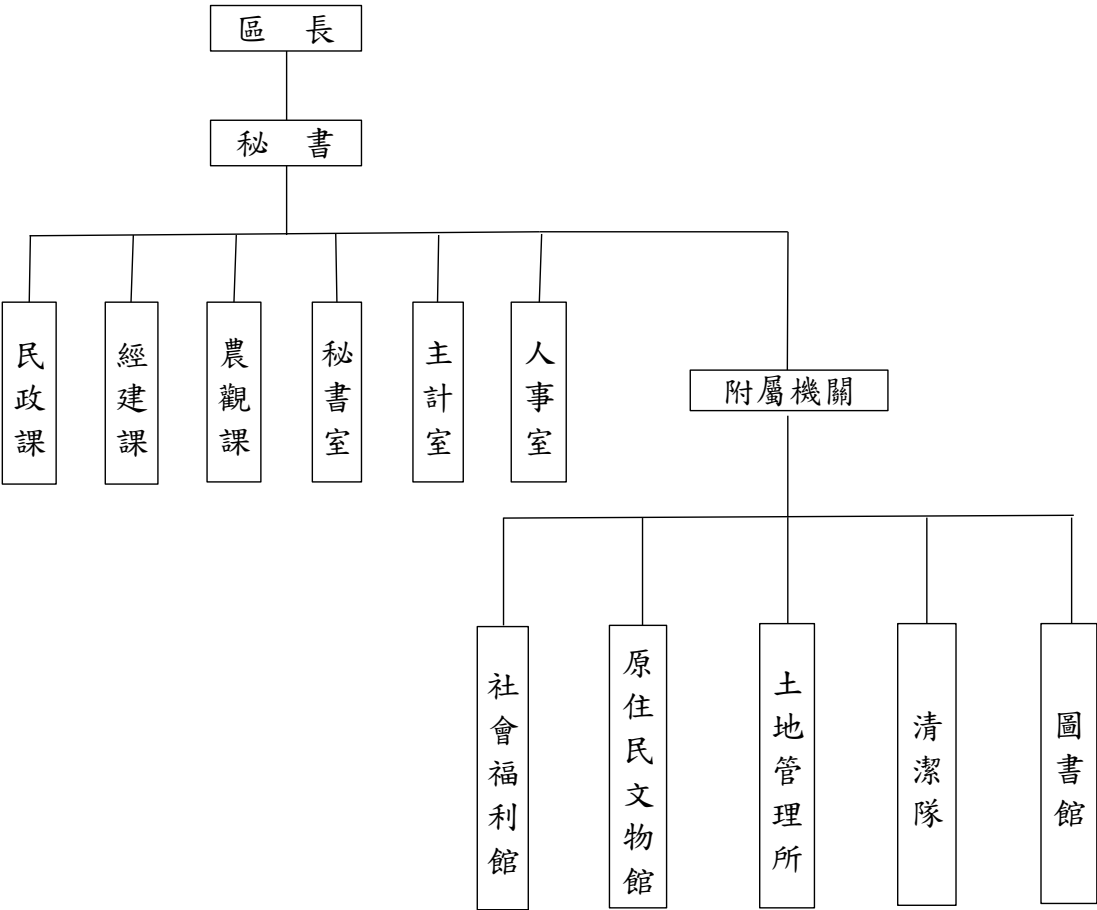 區 長
秘 書
民政課
經建課
農觀課
秘書室
主計室
人事室
附屬機關
社會福利館
原住民文物館
土地管理所
清潔隊
圖書館